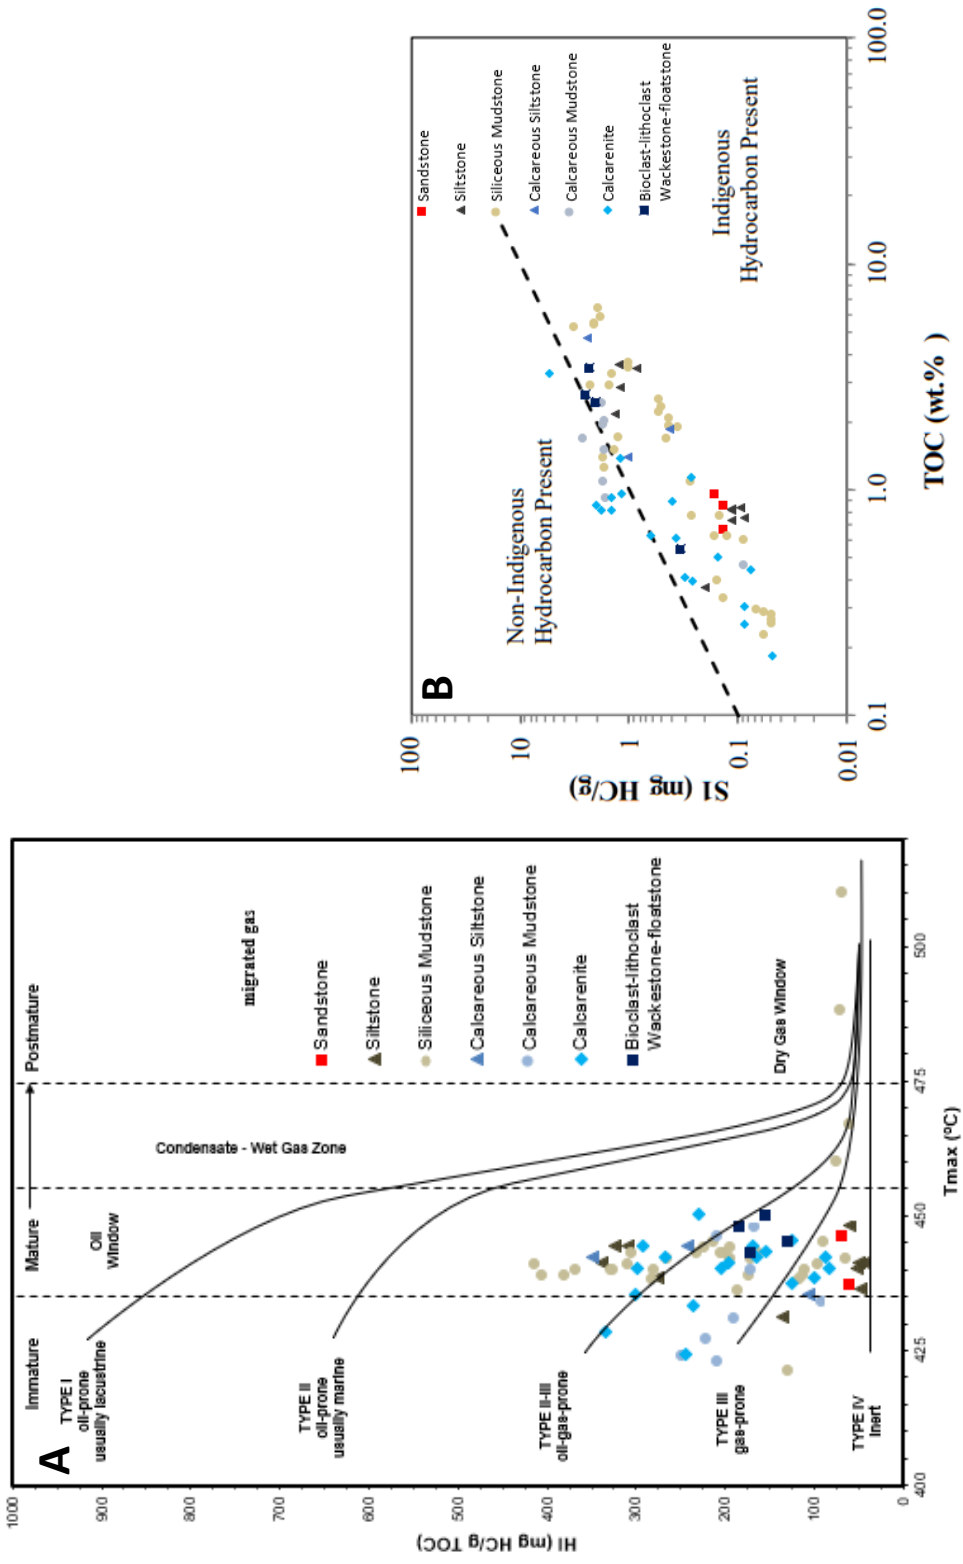 A
Immature
Mature
Postmature
TYPE I
oil-prone
usually lacustrine
Oil
Window
Condensate - Wet Gas Zone
migrated gas
TYPE II
oil-prone
usually marine
TYPE II-III
oil-gas-prone
TYPE III
gas-prone
TYPE IV
Inert
Dry Gas Window
Sandstone
Siltstone
Siliceous Mudstone
Calcareous Siltstone
Calcareous Mudstone
Calcarenite
Bioclast-lithoclast
Wackestone-floatstone
HI (mg HC/g TOC)
1000
900
800
700
600
500
400
300
200
100
0
400
425
435
450
475
500
Tmax (ºC)
B
Non-Indigenous
Hydrocarbon Present
Indigenous
Hydrocarbon Present
Sandstone
Siltstone
Siliceous Mudstone
Calcareous Siltstone
Calcareous Mudstone
Calcarenite
Bioclast-lithoclast
Wackestone-floatstone
S1 (mg HC/g)
100
10
1
0.1
0.01
0.1
1.0
10.0
100.0
TOC (wt.% )